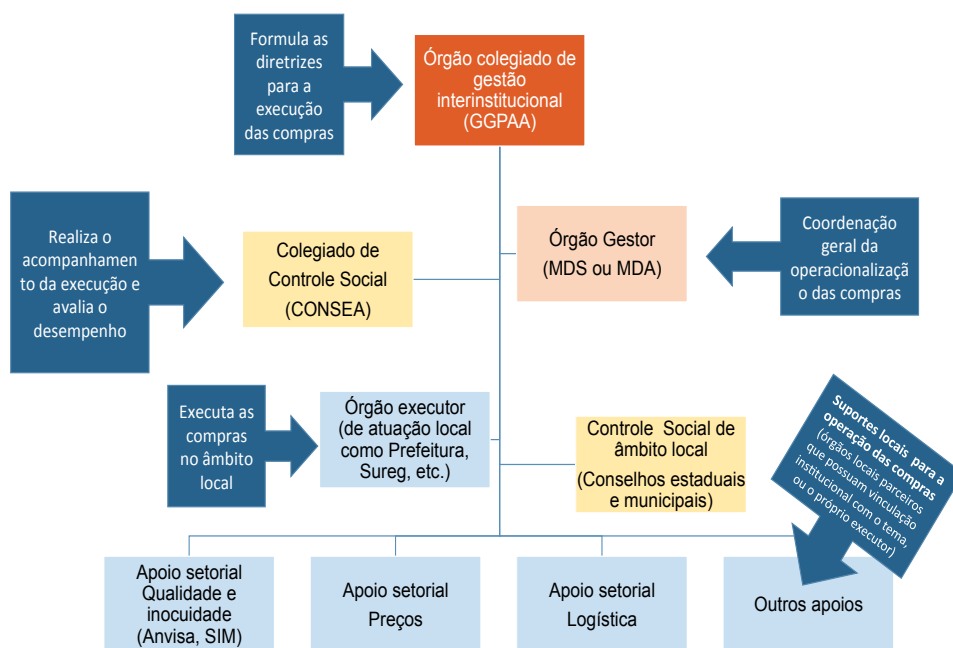 Formula as
diretrizes
para a
execução
das compras
Órgão colegiado de
gestão
interinstitucional
(GGPAA)
Realiza o
acompanhamen
to da execução e
avalia o
desempenho
Colegiado de
Controle Social
(CONSEA)
Órgão Gestor
(MDS ou MDA)
Coordenação
geral da
operacionalizaçã
o das compras
Executa as
compras
no âmbito
local
Órgão executor
(de atuação local
como Prefeitura,
Sureg, etc.)
Controle Social de
âmbito local
(Conselhos estaduais
e municipais)
Suportes locais para a
operação das compras
(órgãos locais parceiros
que possuam vinculação
institucional com o tema,
ou o próprio executor)
Apoio setorial
Qualidade e
inocuidade
(Anvisa, SIM)
Apoio setorial
Preços
Apoio setorial
Logística
Outros apoios